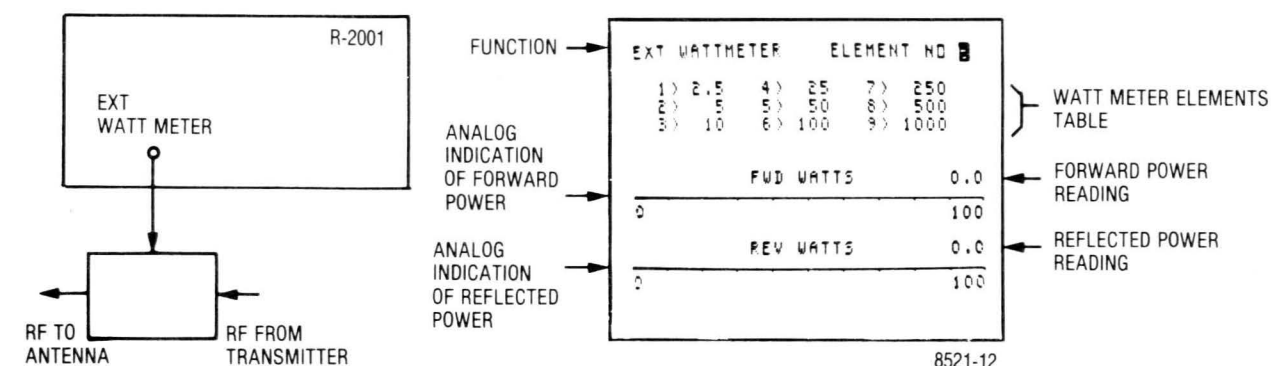 R-2001
EXT
WATT METER
RF TO
ANTENNA
RF FROM
TRANSMITTER
FUNCTION
ANALOG
INDICATION
OF FORWARD
POWER
ANALOG
INDICATION
OF REFLECTED
POWER
EXT WATTMETER ELEMENT NO
1) 2.5 4) 25 7) 250
2) 5 5) 50 8) 500
3) 10 6) 100 9) 1000
FWD WATTS 0.0
0 100
REV WATTS 0.0
0 100
WATT METER ELEMENTS
TABLE
FORWARD POWER
READING
REFLECTED POWER
READING
8521-12